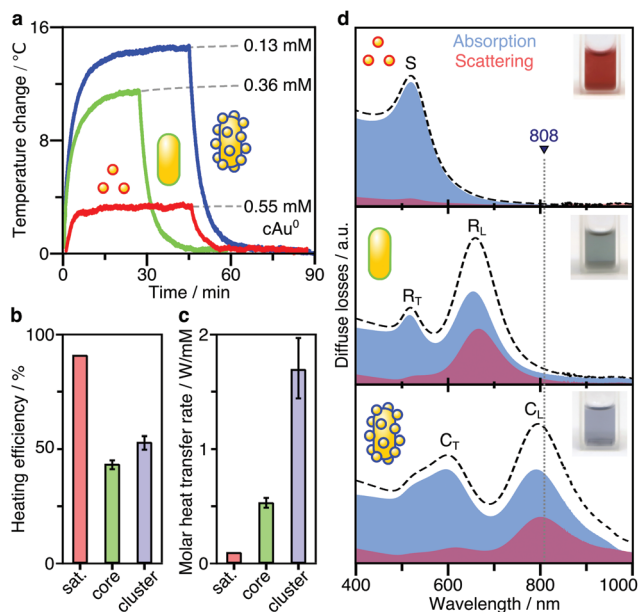 a
Temperature change / °C
16
12
8
4
0
0.13 mM
0.36 mM
0.55 mM
cAu⁰
0
30
60
90
Time / min
b
Heating efficiency / %
100
50
0
sat.
core
cluster
c
Molar heat transfer rate / W/mM
2
1
0
sat.
core
cluster
d
Diffuse losses / a.u.
Absorption
Scattering
S
808
R_L
R_T
C_L
C_T
400
600
800
1000
Wavelength / nm